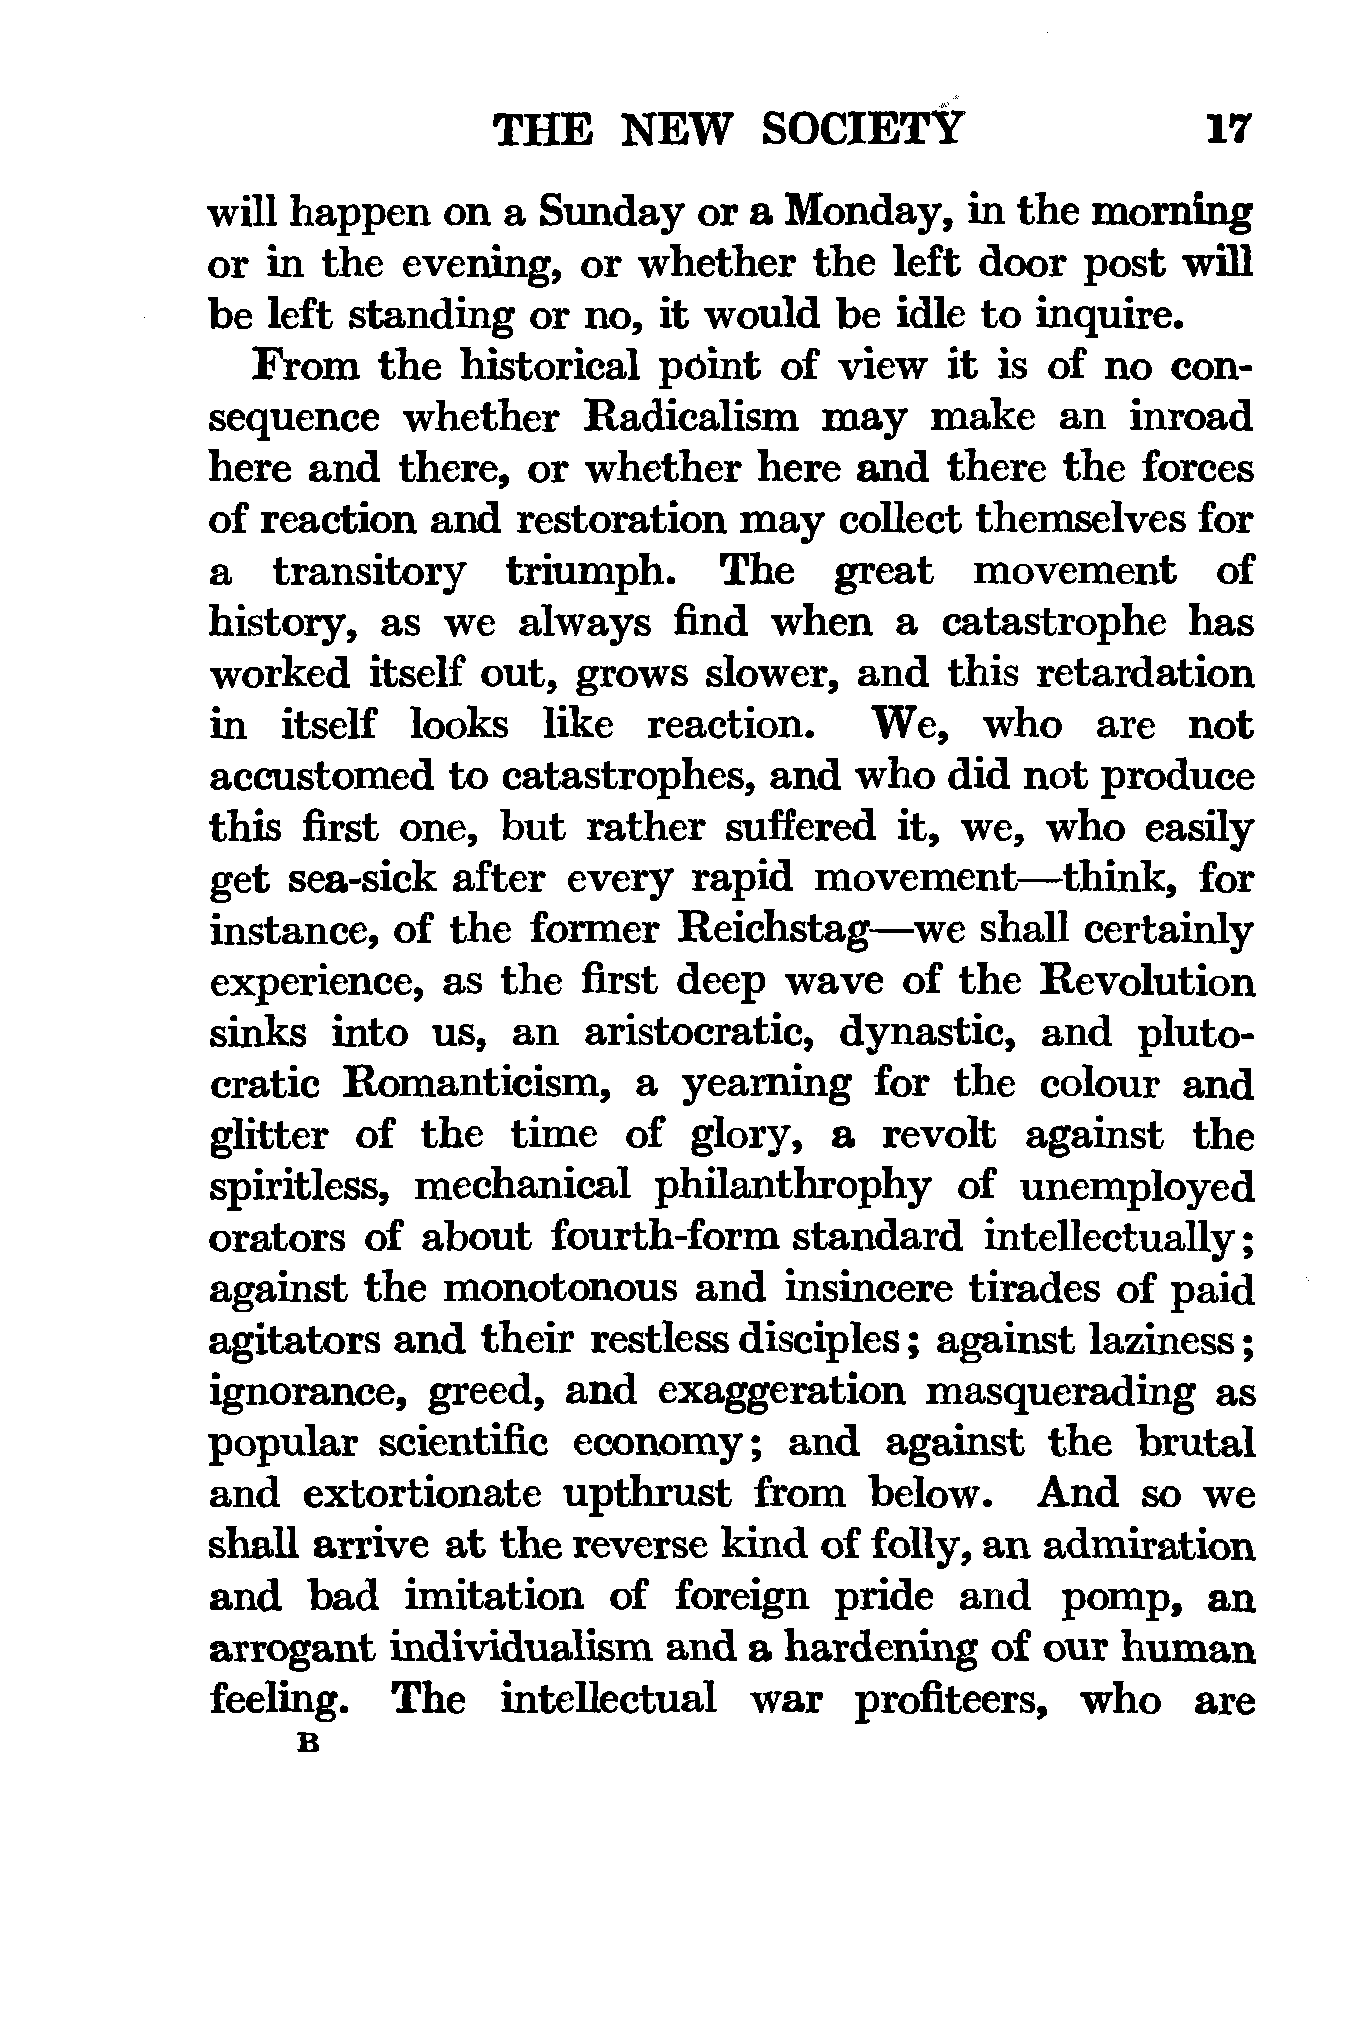 THE NEW SOCIETY 17
will happen on a Sunday or a Monday, in the morning
or in the evening, or whether the left door post will
be left standing or no, it would be idle to inquire.
From the historical point of view it is of no con-
sequence whether Radicalism may make an inroad
here and there, or whether here and there the forces
of reaction and restoration may collect themselves for
a transitory triumph. The great movement of
history, as we always find when a catastrophe has
worked itself out, grows slower, and this retardation
in itself looks like reaction. We, who are not
accustomed to catastrophes, and who did not produce
this first one, but rather suffered it, we, who easily
get sea-sick after every rapid movement—think, for
instance, of the former Reichstag—we shall certainly
experience, as the first deep wave of the Revolution
sinks into us, an aristocratic, dynastic, and pluto-
cratic Romanticism, a yearning for the colour and
glitter of the time of glory, a revolt against the
spiritless, mechanical philanthrophy of unemployed
orators of about fourth-form standard intellectually;
against the monotonous and insincere tirades of paid
agitators and their restless disciples; against laziness;
ignorance, greed, and exaggeration masquerading as
popular scientific economy; and against the brutal
and extortionate upthrust from below. And so we
shall arrive at the reverse kind of folly, an admiration
and bad imitation of foreign pride and pomp, an
arrogant individualism and a hardening of our human
feeling. The intellectual war profiteers, who are
B